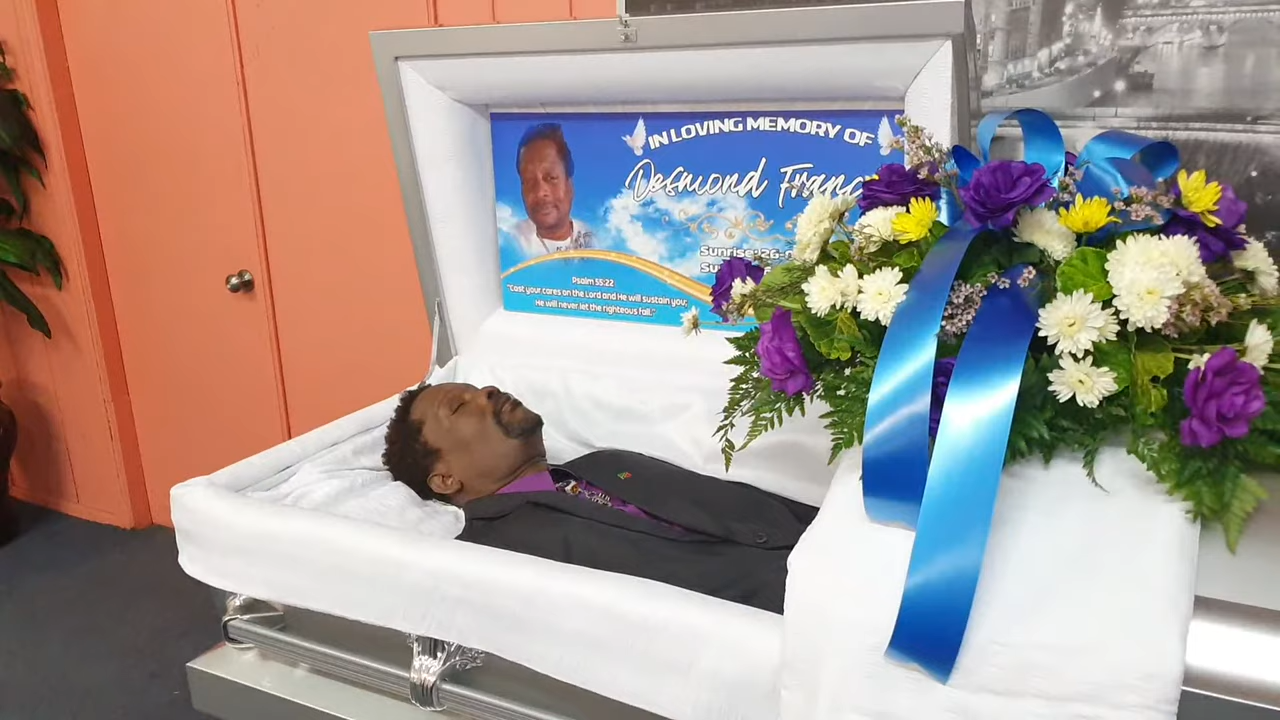 IN LOVING MEMORY OF
Desmond Franc
Sunrise: 26-
Su
Psalm 55:22
"Cast your cares on the Lord and He will sustain you;
He will never let the righteous fall."